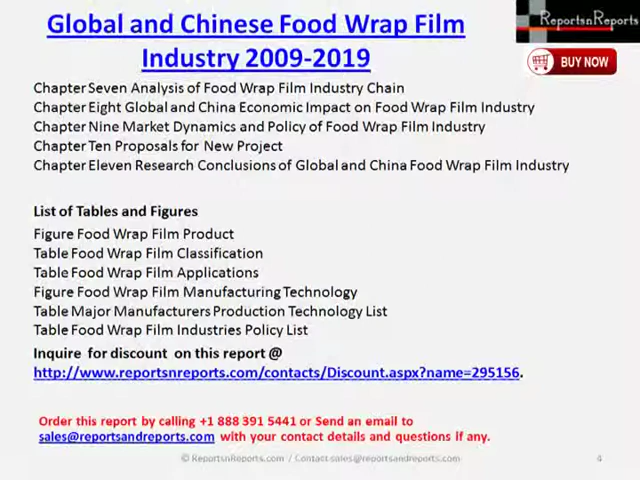 Global and Chinese Food Wrap Film
Industry 2009-2019
ReportsnReports
BUY NOW
Chapter Seven Analysis of Food Wrap Film Industry Chain
Chapter Eight Global and China Economic Impact on Food Wrap Film Industry
Chapter Nine Market Dynamics and Policy of Food Wrap Film Industry
Chapter Ten Proposals for New Project
Chapter Eleven Research Conclusions of Global and China Food Wrap Film Industry
List of Tables and Figures
Figure Food Wrap Film Product
Table Food Wrap Film Classification
Table Food Wrap Film Applications
Figure Food Wrap Film Manufacturing Technology
Table Major Manufacturers Production Technology List
Table Food Wrap Film Industries Policy List
Inquire for discount on this report @
http://www.reportsnreports.com/contacts/Discount.aspx?name=295156.
Order this report by calling +1 888 391 5441 or Send an email to
sales@reportsandreports.com with your contact details and questions if any.
© ReportsnReports.com / Contact sales@reportsandreports.com
4